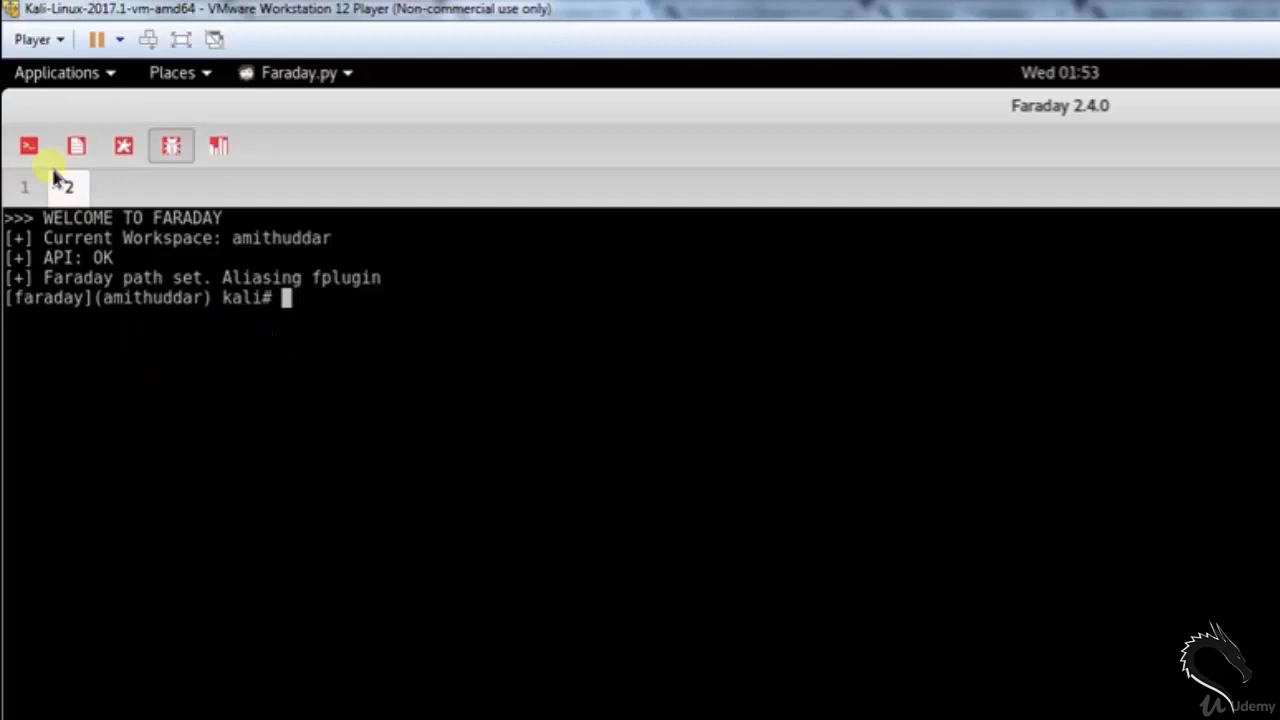 Kali-Linux-2017.1-vm-amd64 - VMware Workstation 12 Player (Non-commercial use only)
Player
Applications Places Faraday.py Wed 01:53
Faraday 2.4.0
1 2
>>> WELCOME TO FARADAY
[+] Current Workspace: amithuddar
[+] API: OK
[+] Faraday path set. Aliasing fplugin
[faraday](amithuddar) kali#
Udemy